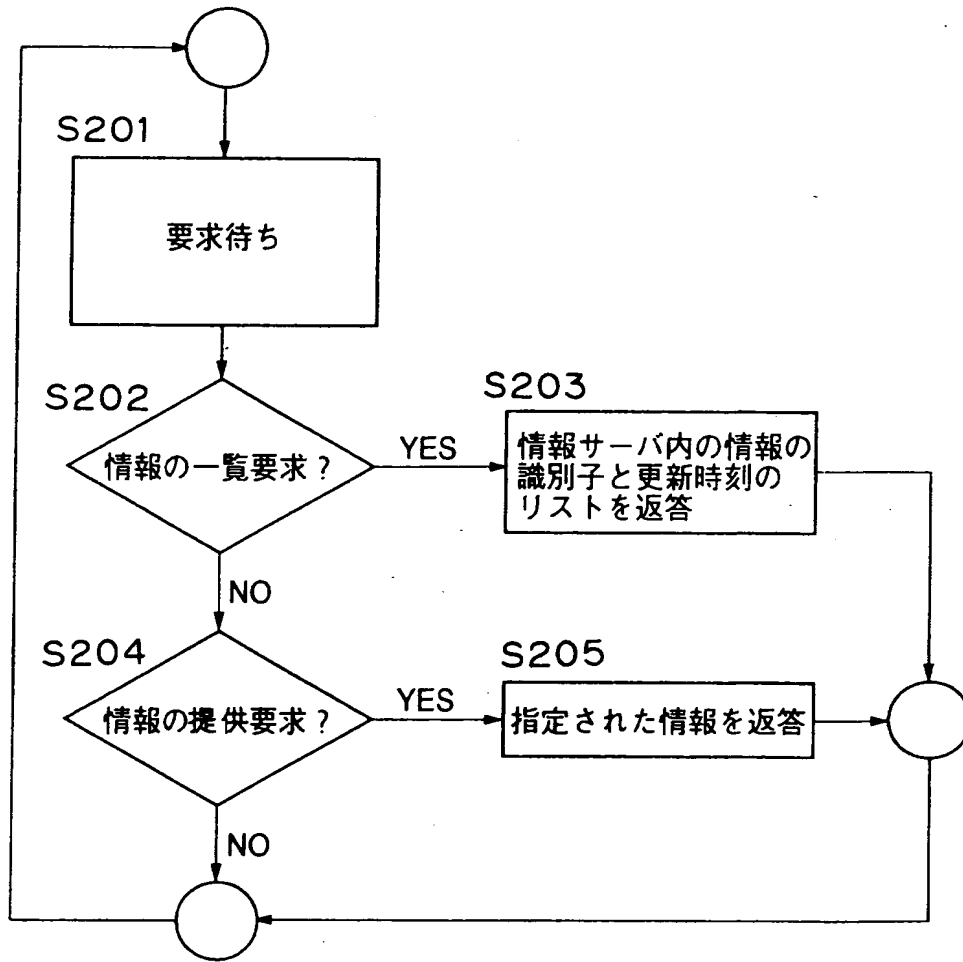 S201
要求待ち
S202
情報の一覧要求?
YES
S203
情報サーバ内の情報の
識別子と更新時刻の
リストを返答
NO
S204
情報の提供要求?
YES
S205
指定された情報を返答
NO